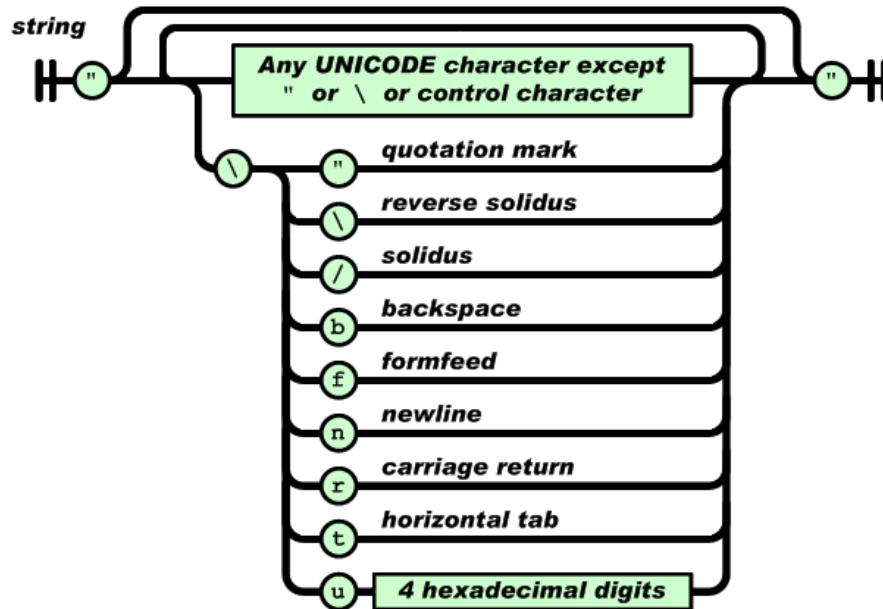 string
" Any UNICODE character except "
" or \ or control character
\ " quotation mark
\ reverse solidus
/ solidus
b backspace
f formfeed
n newline
r carriage return
t horizontal tab
u 4 hexadecimal digits